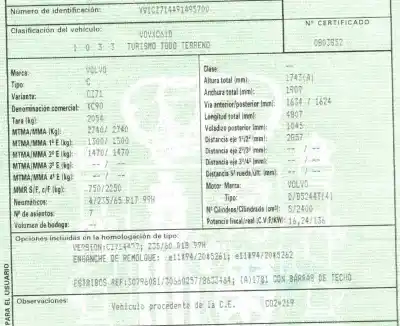 Número de identificación: YV1CZ714491495700
Nº CERTIFICADO
Clasificación del vehículo:
1 0 3 3 TURISMO TODO TERRENO
Marca: VOLVO
Tipo: C
Variante: CZ71
Denominación comercial: XC90
Tara (kg): 2054
MTMA/MMA (Kg): 2740/ 2740
MTMA/MMA 1º E (kg): 1300/ 1300
MTMA/MMA 2º E (kg): 1470/ 1470
MTMA/MMA 3º E (kg): -- / --
MTMA/MMA 4º E (kg): -- / --
MMR S/F, c/F (kg): 750/2250
Neumáticos: 4/235/65 R17 99H
Nº de asientos: 7
Volumen de bodega: --
Clase: --
Altura total (mm): 1743(A)
Anchura total (mm):
Vía anterior/posterior (mm): 1634 / 1624
Longitud total (mm): 4807
Voladizo posterior (mm): 1045
Distancia eje 1º/2º (mm): 2857
Distancia eje 2º/3º (mm): -- / --
Distancia eje 3º/4º (mm): -- / --
Distancia 5ª rueda/últ. (mm): -- / --
Motor Marca: VOLVO
Tipo:
Nº Cilindros/Cilindrada (cm³): 5/2400
Potencia fiscal/real (C.V.F/KW): 16,24/136
Opciones incluidas en la homologación de tipo:
235/60 R18 99H
ENGANCHE DE REMOLQUE:
CON BARRAS DE TECHO
Observaciones: Vehículo procedente de la C.E.
PARA EL USUARIO